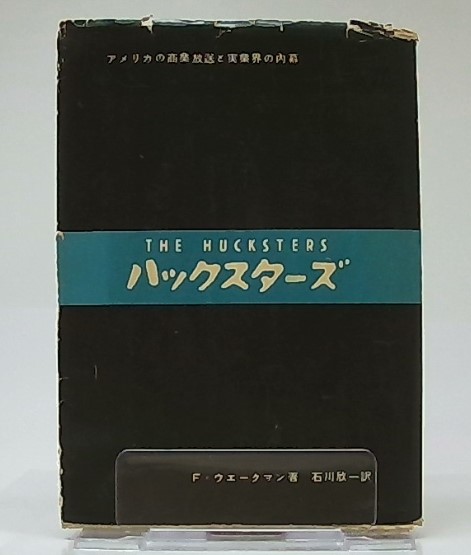 アメリカの商業放送と実業界の内幕
THE HUCKSTERS
ハックスターズ
F・ウエークマン著 石川欣一訳